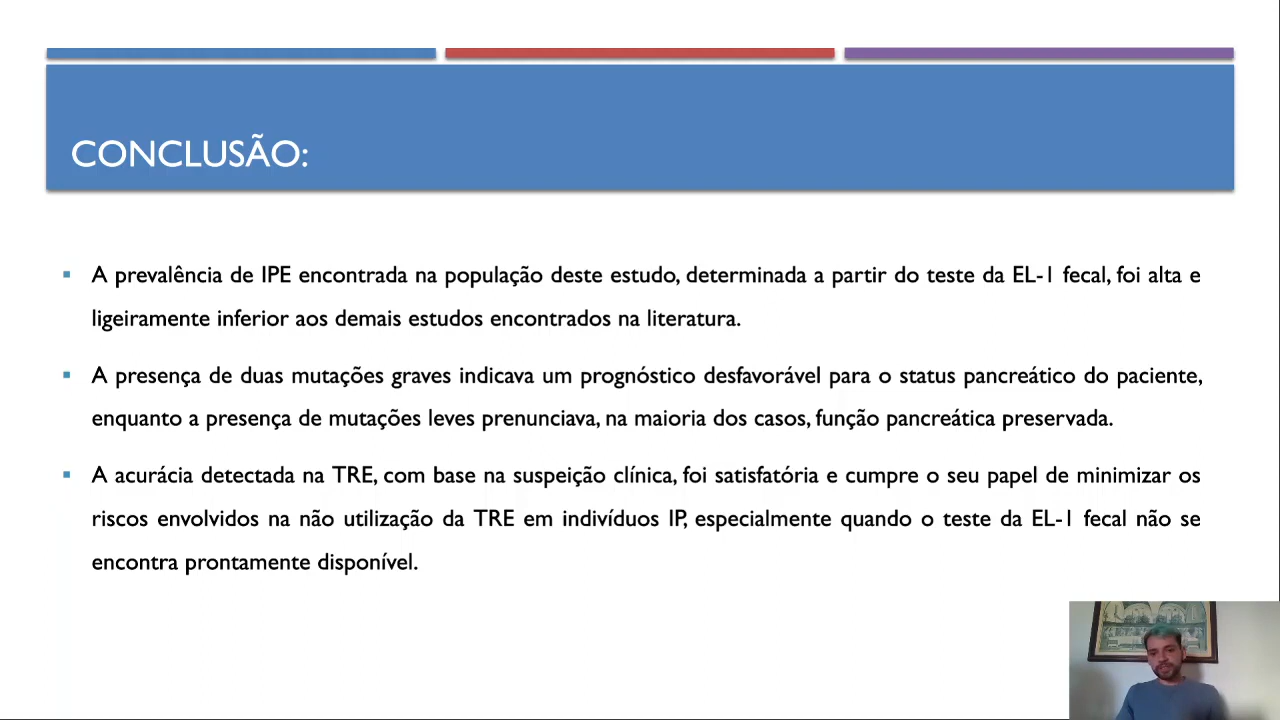 CONCLUSÃO:
A prevalência de IPE encontrada na população deste estudo, determinada a partir do teste da EL-1 fecal, foi alta e
ligeiramente inferior aos demais estudos encontrados na literatura.
A presença de duas mutações graves indicava um prognóstico desfavorável para o status pancreático do paciente,
enquanto a presença de mutações leves prenunciava, na maioria dos casos, função pancreática preservada.
A acurácia detectada na TRE, com base na suspeição clínica, foi satisfatória e cumpre o seu papel de minimizar os
riscos envolvidos na não utilização da TRE em indivíduos IP, especialmente quando o teste da EL-1 fecal não se
encontra prontamente disponível.